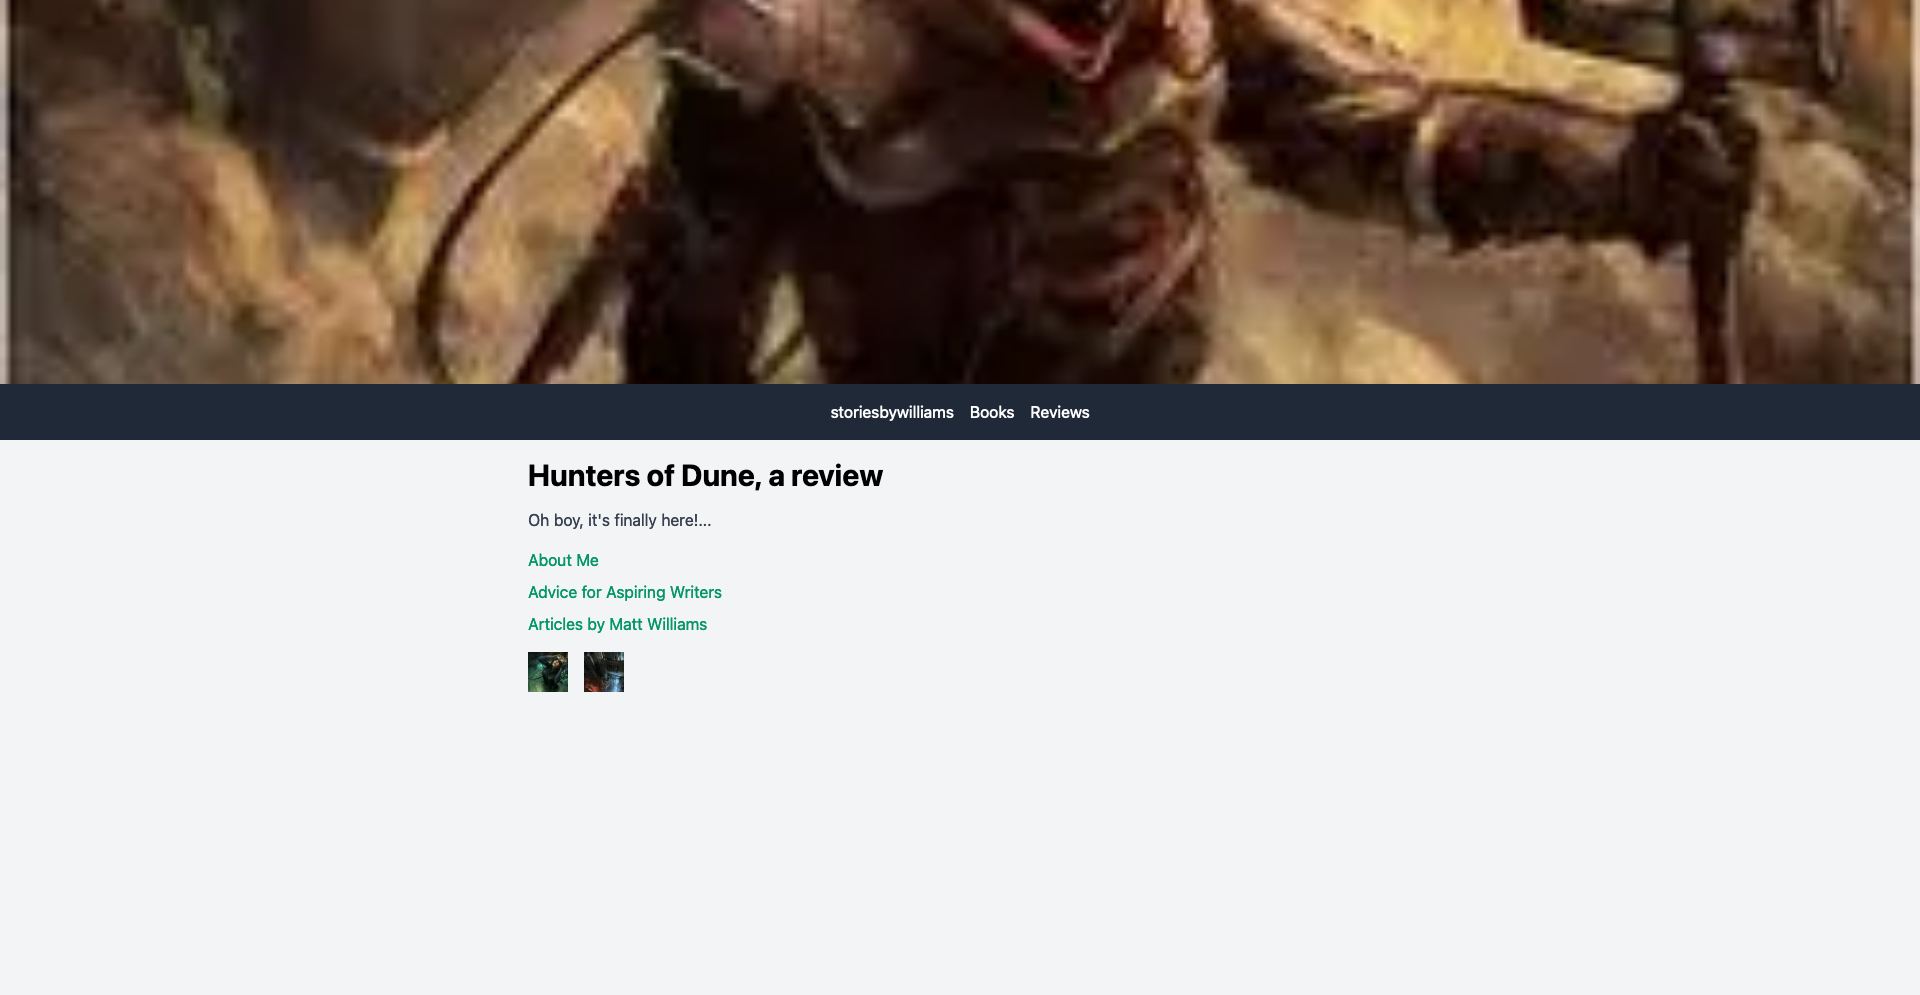 storiesbywilliams Books Reviews
Hunters of Dune, a review
Oh boy, it's finally here!...
About Me
Advice for Aspiring Writers
Articles by Matt Williams